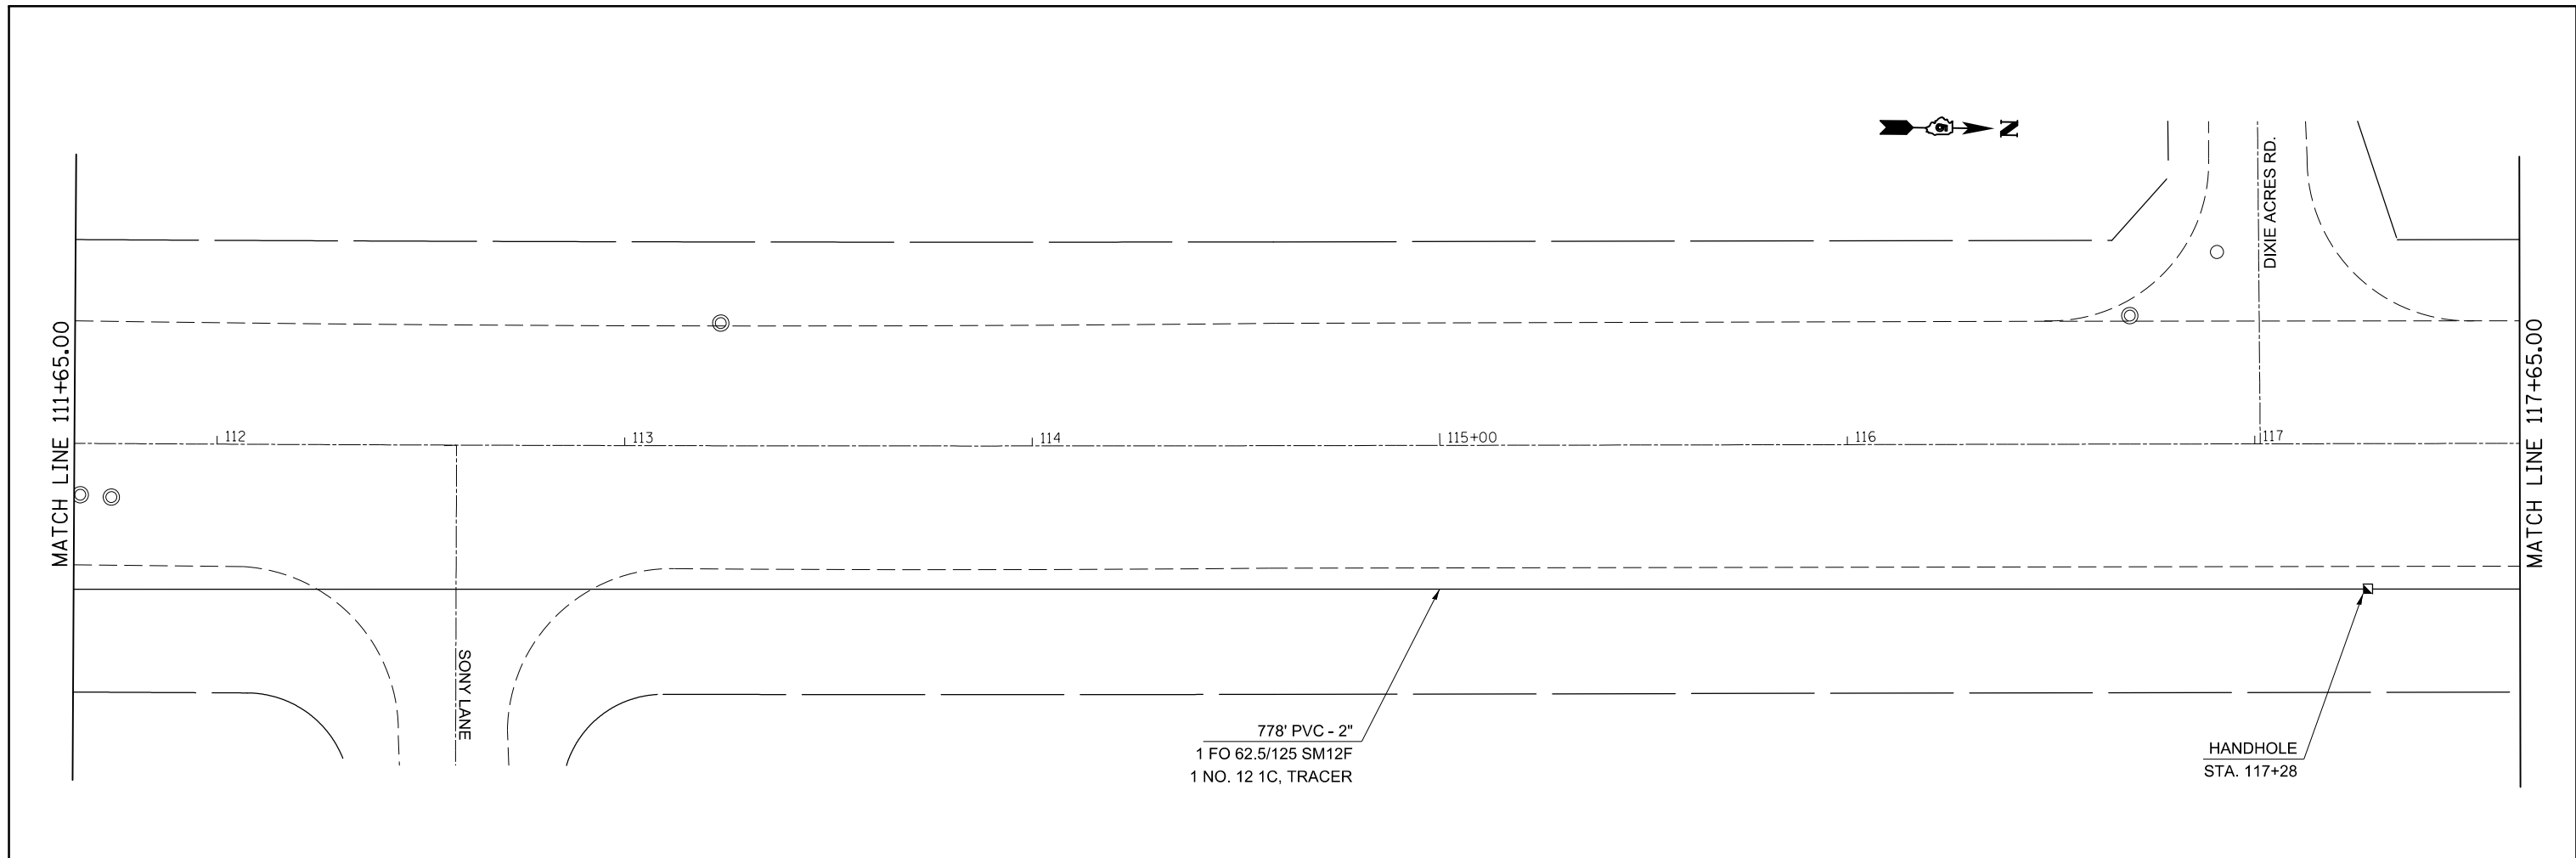 N
DIXIE ACRES RD.
MATCH LINE 111+65.00
MATCH LINE 117+65.00
112
113
114
115+00
116
117
SONY LANE
778' PVC - 2"
1 FO 62.5/125 SM12F
1 NO. 12 1C, TRACER
HANDHOLE
STA. 117+28